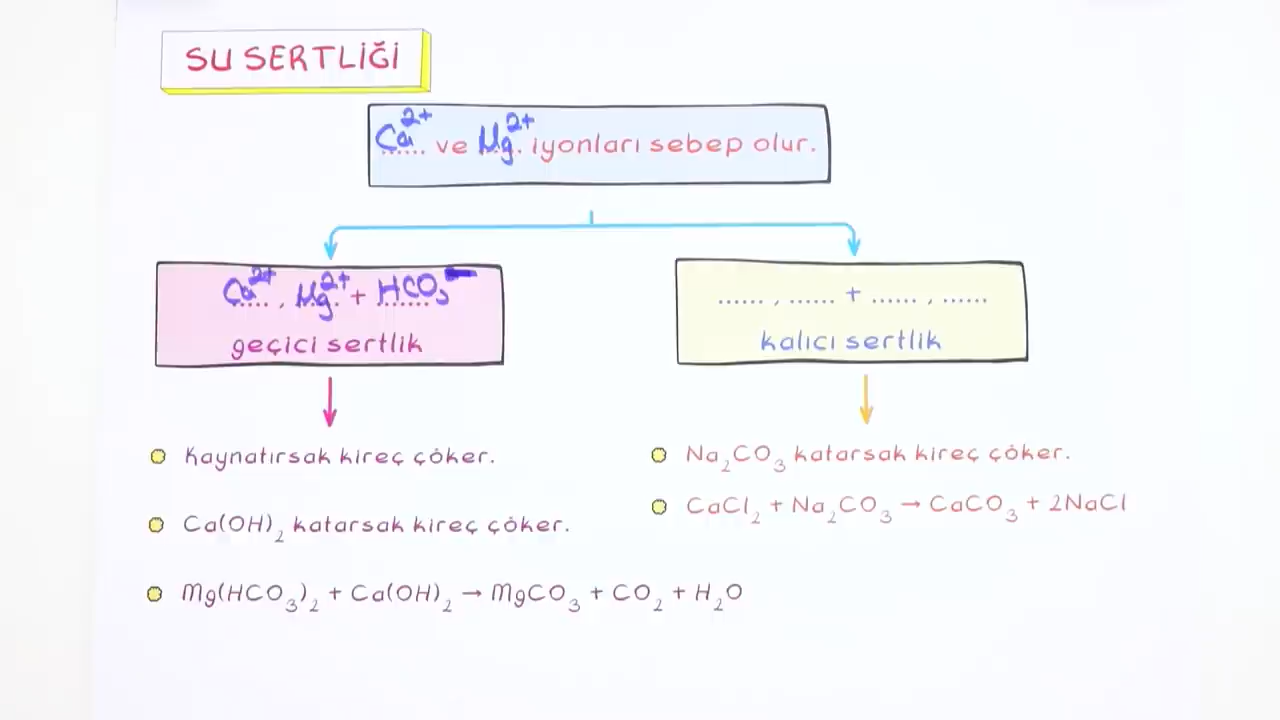 SU SERTLİĞİ
Ca²⁺ ve Mg²⁺ iyonları sebep olur.
Ca²⁺, Mg²⁺ + HCO₃⁻
geçici sertlik
...... , ...... + ...... , ......
kalıcı sertlik
Kaynatırsak kireç çöker.
Ca(OH)₂ katarsak kireç çöker.
Mg(HCO₃)₂ + Ca(OH)₂ → MgCO₃ + CO₂ + H₂O
Na₂CO₃ katarsak kireç çöker.
CaCl₂ + Na₂CO₃ → CaCO₃ + 2NaCl